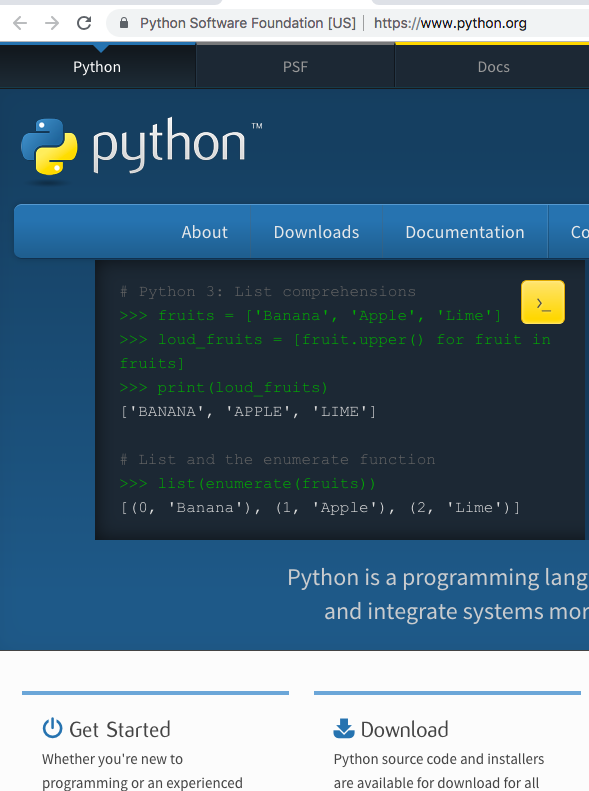 Python Software Foundation [US] | https://www.python.org
Python PSF Docs
python™
About Downloads Documentation Co
# Python 3: List comprehensions
>>> fruits = ['Banana', 'Apple', 'Lime']
>_
>>> loud_fruits = [fruit.upper() for fruit in
fruits]
>>> print(loud_fruits)
['BANANA', 'APPLE', 'LIME']
# List and the enumerate function
>>> list(enumerate(fruits))
[(0, 'Banana'), (1, 'Apple'), (2, 'Lime')]
Python is a programming lang
and integrate systems mor
Get Started
Whether you're new to
programming or an experienced
Download
Python source code and installers
are available for download for all